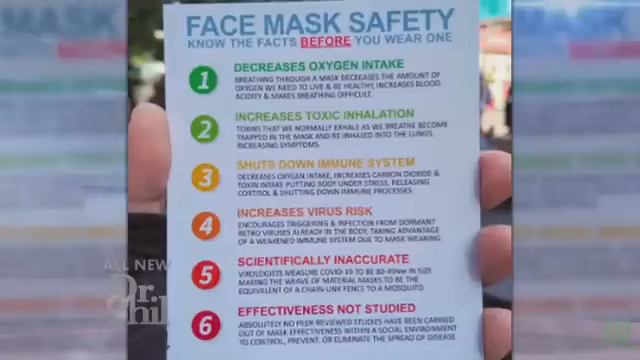 FACE MASK SAFETY
KNOW THE FACTS BEFORE YOU WEAR ONE
1 DECREASES OXYGEN INTAKE
BREATHING THROUGH A MASK DECREASES THE AMOUNT OF
OXYGEN WE NEED TO LIVE & BE HEALTHY, INCREASES BLOOD
ACIDITY & MAKES BREATHING DIFFICULT.
2 INCREASES TOXIC INHALATION
TOXINS THAT WE NORMALLY EXHALE AS WE BREATHE BECOME
TRAPPED IN THE MASK AND RE INHALED INTO THE LUNGS,
INCREASING SYMPTOMS.
3 SHUTS DOWN IMMUNE SYSTEM
DECREASES OXYGEN INTAKE, INCREASES CARBON DIOXIDE &
TOXIN INTAKE PUTTING BODY UNDER STRESS, RELEASING
CORTISOL & SHUTTING DOWN IMMUNE PROCESSES.
4 INCREASES VIRUS RISK
ENCOURAGES TRIGGERING & INFECTION FROM DORMANT
RETRO VIRUSES ALREADY IN THE BODY, TAKING ADVANTAGE
OF A WEAKENED IMMUNE SYSTEM DUE TO MASK WEARING.
5 SCIENTIFICALLY INACCURATE
VIROLOGISTS MEASURE COVID-19 TO BE IN SIZE
MAKING THE WEAVE OF MATERIAL MASKS TO BE THE
EQUIVALENT OF A CHAIN-LINK FENCE TO A MOSQUITO.
6 EFFECTIVENESS NOT STUDIED
ABSOLUTELY NO PEER REVIEWED STUDIES HAVE BEEN CARRIED
OUT OF MASK EFFECTIVENESS WITHIN A SOCIAL ENVIRONMENT
TO CONTROL, PREVENT, OR ELIMINATE THE SPREAD OF DISEASE
ALL NEW
Dr.
Phil